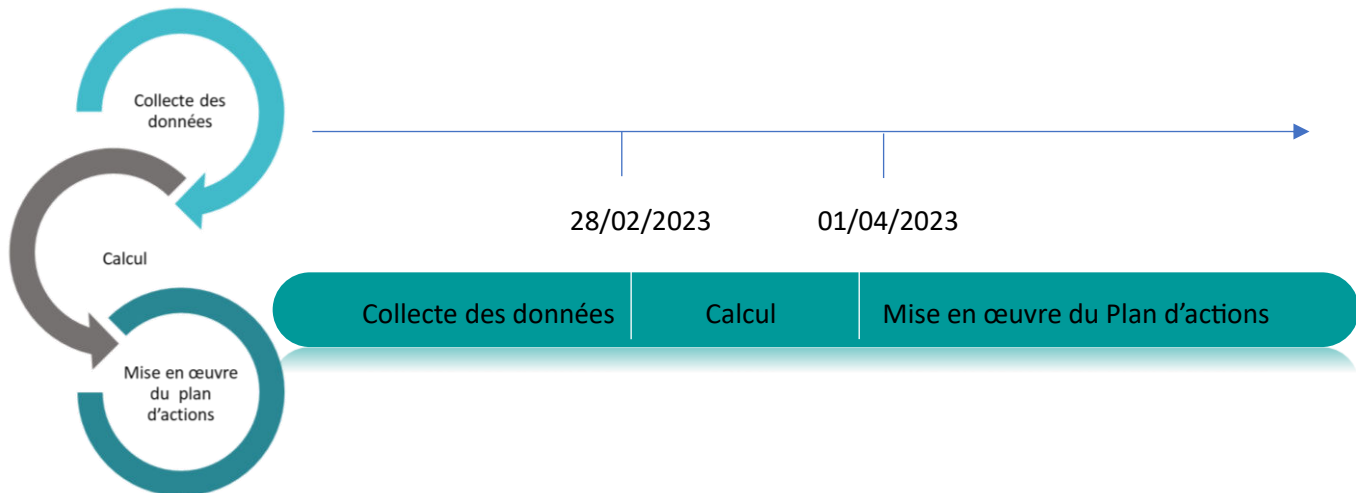 Collecte des
données
Calcul
Mise en œuvre
du plan
d'actions
28/02/2023
01/04/2023
Collecte des données
Calcul
Mise en œuvre du Plan d'actions